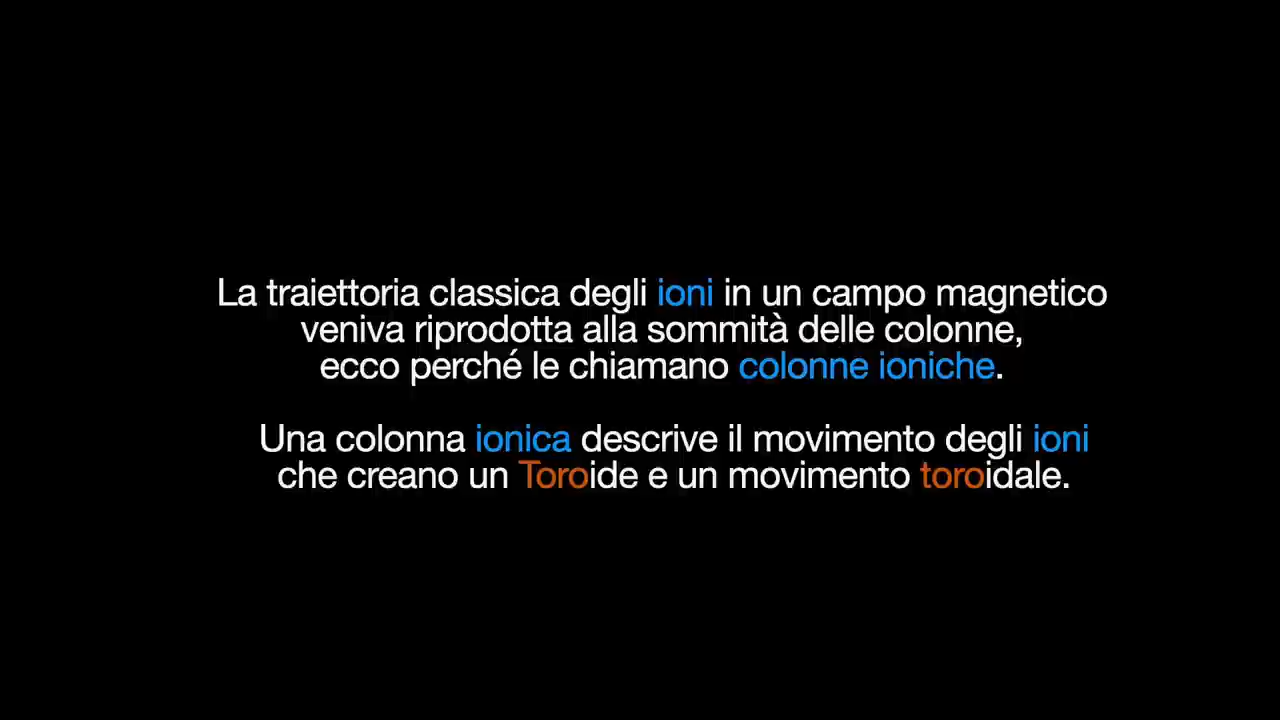 La traiettoria classica degli ioni in un campo magnetico
veniva riprodotta alla sommità delle colonne,
ecco perché le chiamano colonne ioniche.
Una colonna ionica descrive il movimento degli ioni
che creano un Toroide e un movimento toroidale.